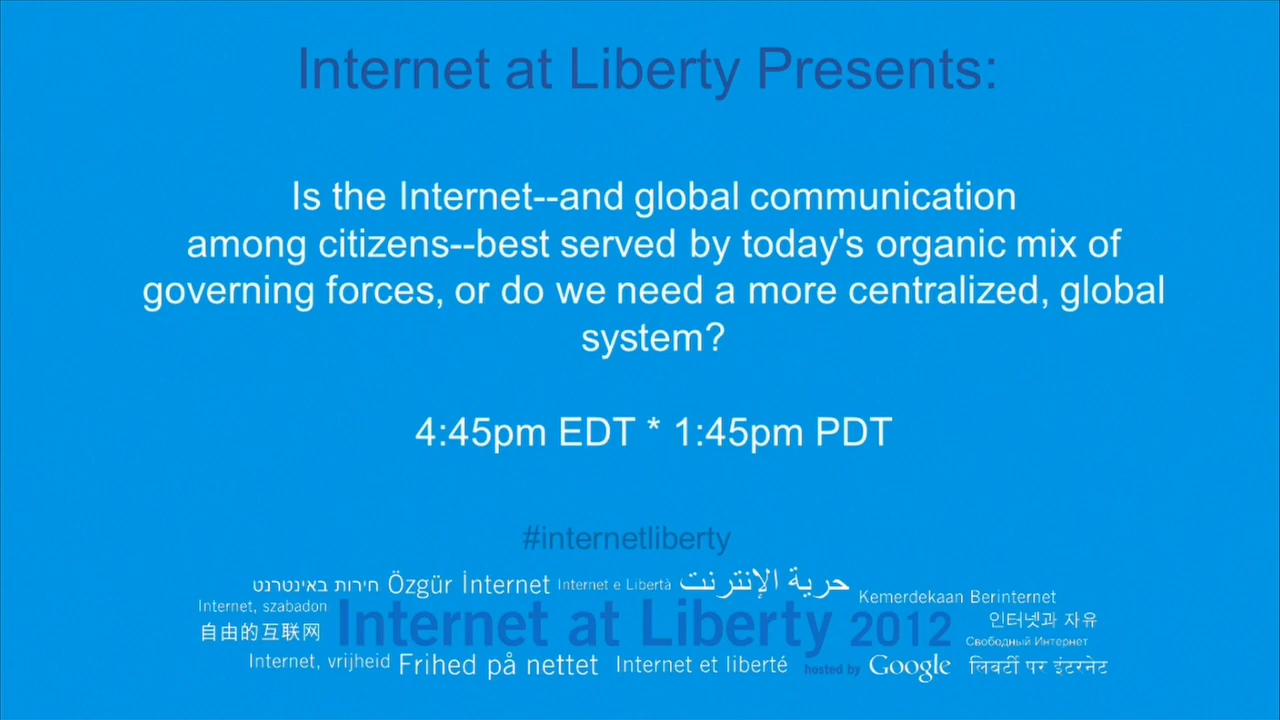 Internet at Liberty Presents:
Is the Internet--and global communication
among citizens--best served by today's organic mix of
governing forces, or do we need a more centralized, global
system?
4:45pm EDT * 1:45pm PDT
#internetliberty
חירות באינטרנט Özgür İnternet Internet e Libertà حرية الإنترنت Kemerdekaan Berinternet
Internet, szabadon Internet at Liberty 2012 인터넷과 자유
自由的互联网 Свободный Интернет
Internet, vrijheid Frihed på nettet Internet et liberté hosted by Google लिबर्टी पर इंटरनेट